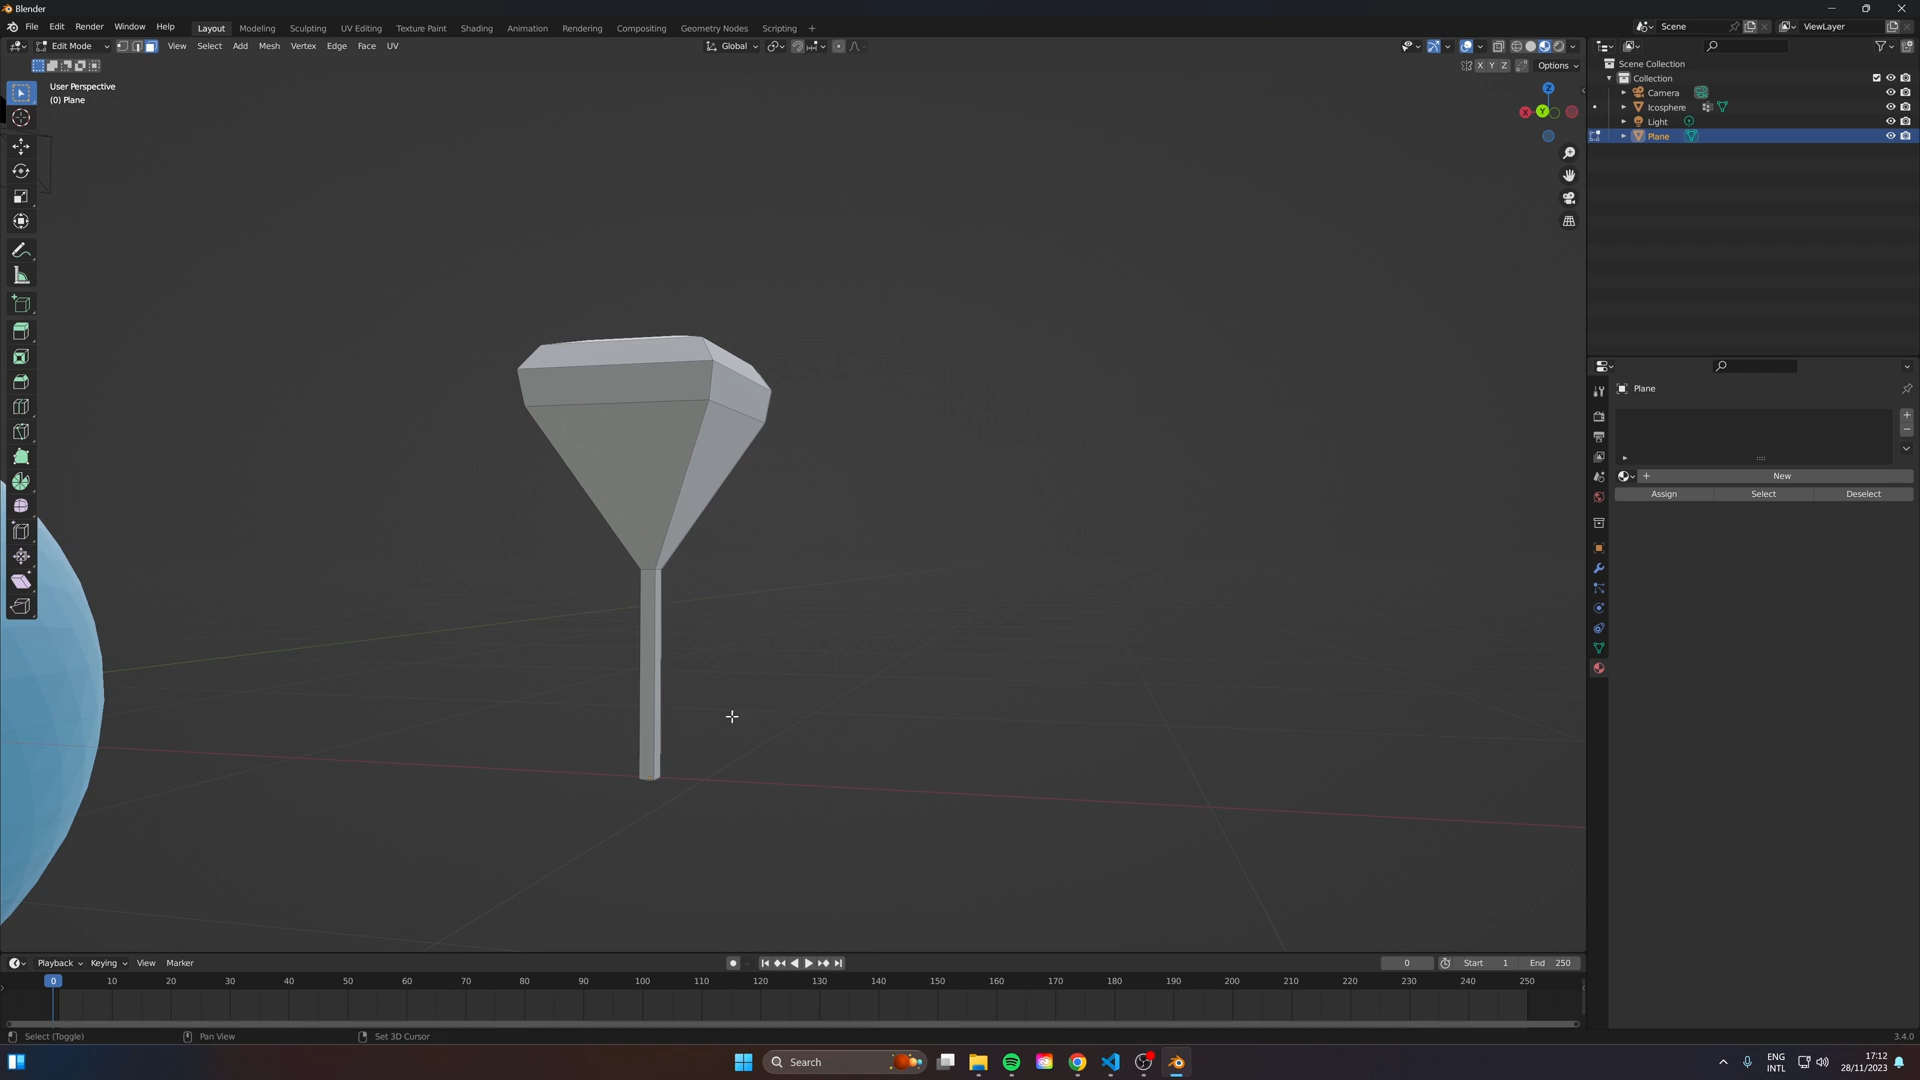 Blender
File Edit Render Window Help Layout Modeling Sculpting UV Editing Texture Paint Shading Animation Rendering Compositing Geometry Nodes Scripting + Scene ViewLayer
Edit Mode View Select Add Mesh Vertex Edge Face UV Global
X Y Z Options
User Perspective
(0) Plane
Z
X
Y
Scene Collection
Collection
Camera
Icosphere
Light
Plane
Plane
+ New
Assign Select Deselect
Playback Keying View Marker 0 Start 1 End 250
0 10 20 30 40 50 60 70 80 90 100 110 120 130 140 150 160 170 180 190 200 210 220 230 240 250
Select (Toggle) Pan View Set 3D Cursor 3.4.0
Search
ENG
INTL
17:12
28/11/2023